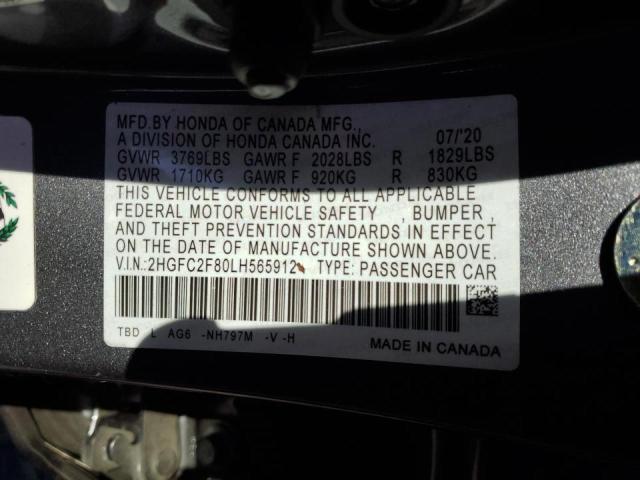 MFD.BY HONDA OF CANADA MFG.,
A DIVISION OF HONDA CANADA INC. 07/'20
GVWR 3769LBS GAWR F 2028LBS R 1829LBS
GVWR 1710KG GAWR F 920KG R 830KG
THIS VEHICLE CONFORMS TO ALL APPLICABLE
FEDERAL MOTOR VEHICLE SAFETY , BUMPER ,
AND THEFT PREVENTION STANDARDS IN EFFECT
ON THE DATE OF MANUFACTURE SHOWN ABOVE.
V.I.N.:2HGFC2F80LH565912 TYPE: PASSENGER CAR
TBD L AG6 -NH797M -V -H
MADE IN CANADA